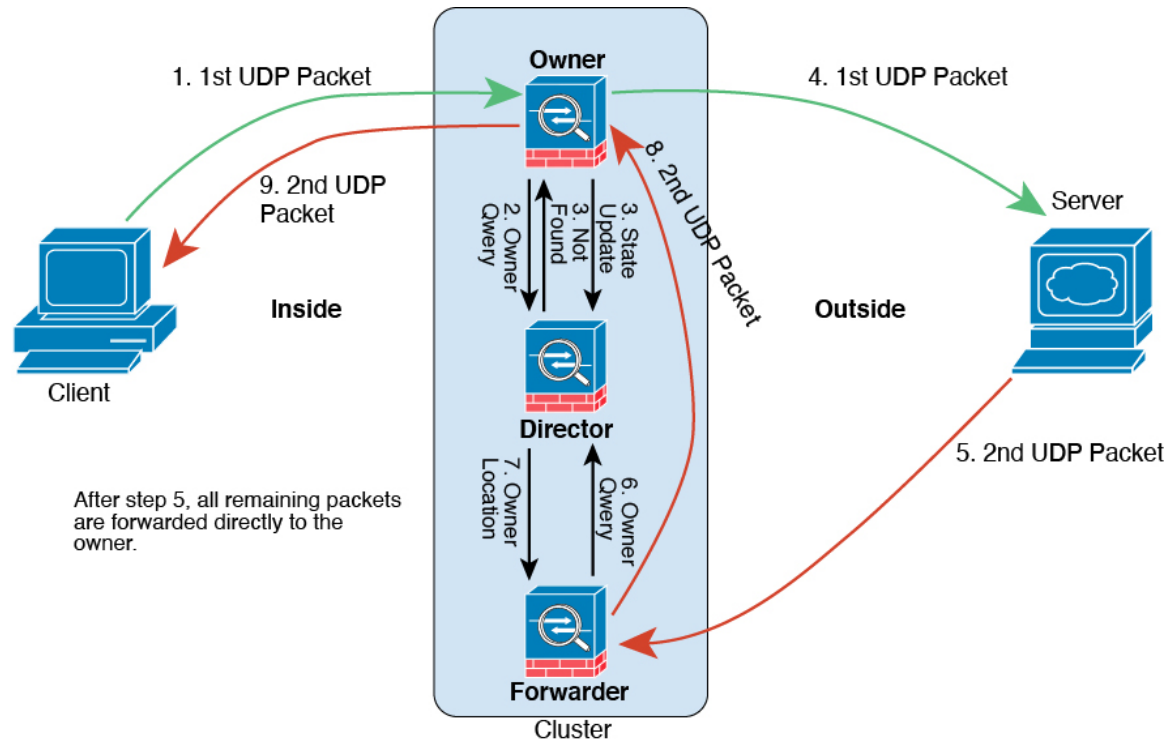 Owner
1. 1st UDP Packet
4. 1st UDP Packet
9. 2nd UDP
Packet
2. Owner
Qwery
3. Not
Found
3. State
Update
8. 2nd UDP Packet
Server
Inside
Outside
Client
Director
5. 2nd UDP Packet
7. Owner
Location
6. Owner
Qwery
After step 5, all remaining packets
are forwarded directly to the
owner.
Forwarder
Cluster